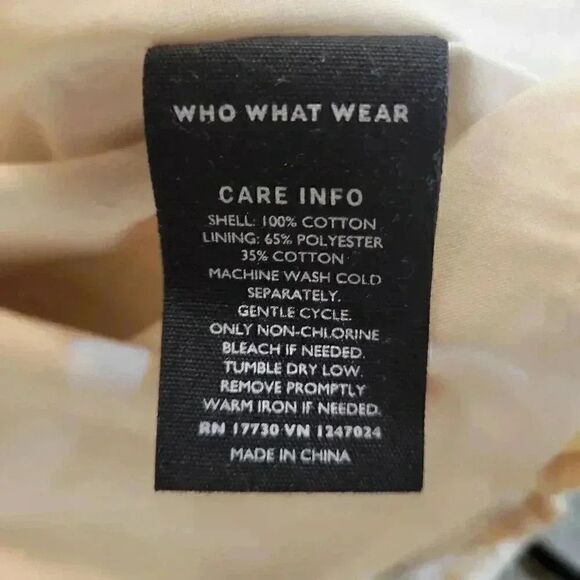 WHO WHAT WEAR
CARE INFO
SHELL: 100% COTTON
LINING: 65% POLYESTER
35% COTTON
MACHINE WASH COLD
SEPARATELY.
GENTLE CYCLE.
ONLY NON-CHLORINE
BLEACH IF NEEDED.
TUMBLE DRY LOW.
REMOVE PROMPTLY
WARM IRON IF NEEDED.
RN 17730 VN 1247024
MADE IN CHINA